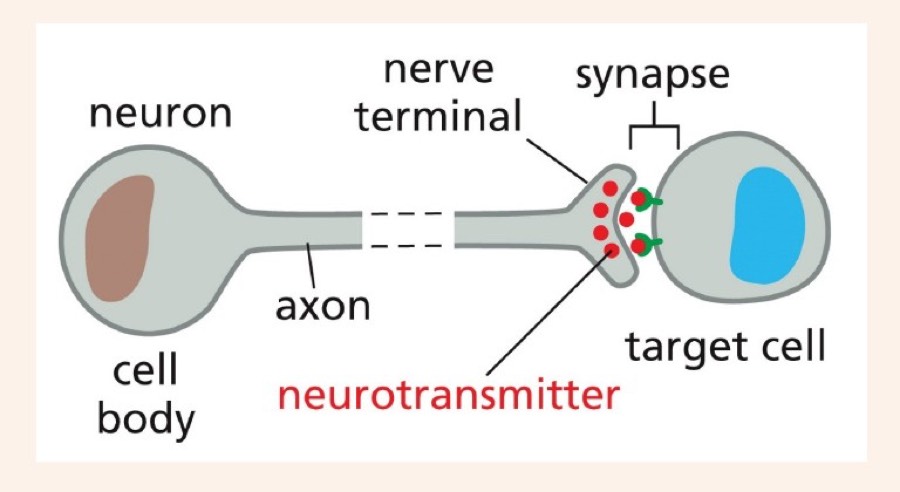 neuron
nerve
terminal
synapse
axon
cell
body
neurotransmitter
target cell